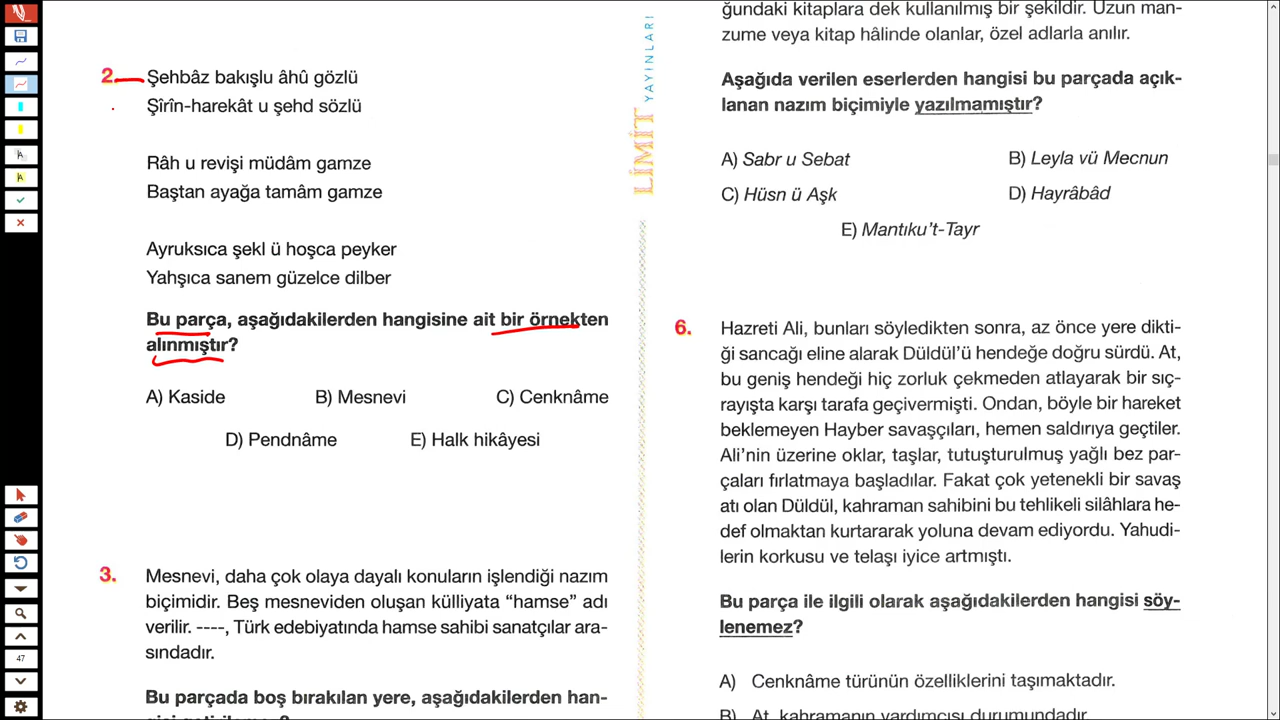 2.
Şehbâz bakışlu âhû gözlü
Şîrîn-harekât u şehd sözlü
Râh u revişi müdâm gamze
Baştan ayağa tamâm gamze
Ayruksıca şekl ü hoşca peyker
Yahşıca sanem güzelce dilber
Bu parça, aşağıdakilerden hangisine ait bir örnekten
alınmıştır?
A) Kaside B) Mesnevi C) Cenknâme
D) Pendnâme E) Halk hikâyesi
3.
Mesnevi, daha çok olaya dayalı konuların işlendiği nazım
biçimidir. Beş mesneviden oluşan külliyata “hamse” adı
verilir. ----, Türk edebiyatında hamse sahibi sanatçılar ara-
sındadır.
Bu parçada boş bırakılan yere, aşağıdakilerden han-
LİMİT YAYINLARI
ğundaki kitaplara dek kullanılmış bir şekildir. Uzun man-
zume veya kitap hâlinde olanlar, özel adlarla anılır.
Aşağıda verilen eserlerden hangisi bu parçada açık-
lanan nazım biçimiyle yazılmamıştır?
A) Sabr u Sebat B) Leyla vü Mecnun
C) Hüsn ü Aşk D) Hayrâbâd
E) Mantıku’t-Tayr
6.
Hazreti Ali, bunları söyledikten sonra, az önce yere dikti-
ği sancağı eline alarak Düldül’ü hendeğe doğru sürdü. At,
bu geniş hendeği hiç zorluk çekmeden atlayarak bir sıç-
rayışta karşı tarafa geçivermişti. Ondan, böyle bir hareket
beklemeyen Hayber savaşçıları, hemen saldırıya geçtiler.
Ali’nin üzerine oklar, taşlar, tutuşturulmuş yağlı bez par-
çaları fırlatmaya başladılar. Fakat çok yetenekli bir savaş
atı olan Düldül, kahraman sahibini bu tehlikeli silâhlara he-
def olmaktan kurtararak yoluna devam ediyordu. Yahudi-
lerin korkusu ve telaşı iyice artmıştı.
Bu parça ile ilgili olarak aşağıdakilerden hangisi söy-
lenemez?
A) Cenknâme türünün özelliklerini taşımaktadır.
B) At, kahramanın yardımcısı durumundadır.
47